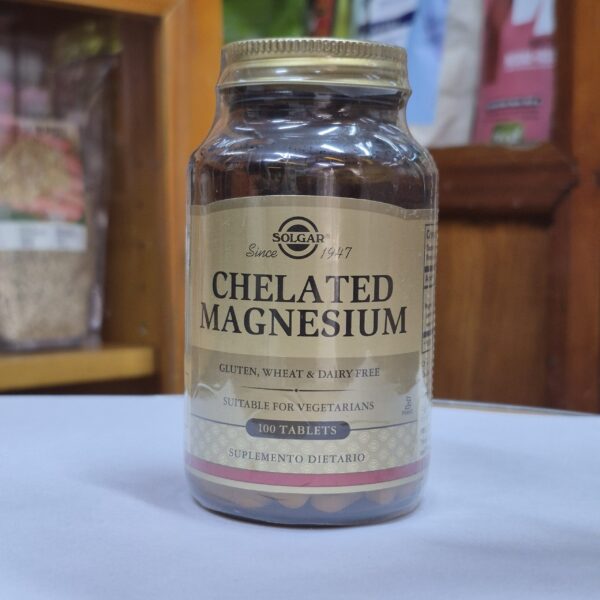 SOLGAR®
Since 1947
CHELATED
MAGNESIUM
GLUTEN, WHEAT & DAIRY FREE
SUITABLE FOR VEGETARIANS
100 TABLETS
SUPLEMENTO DIETARIO